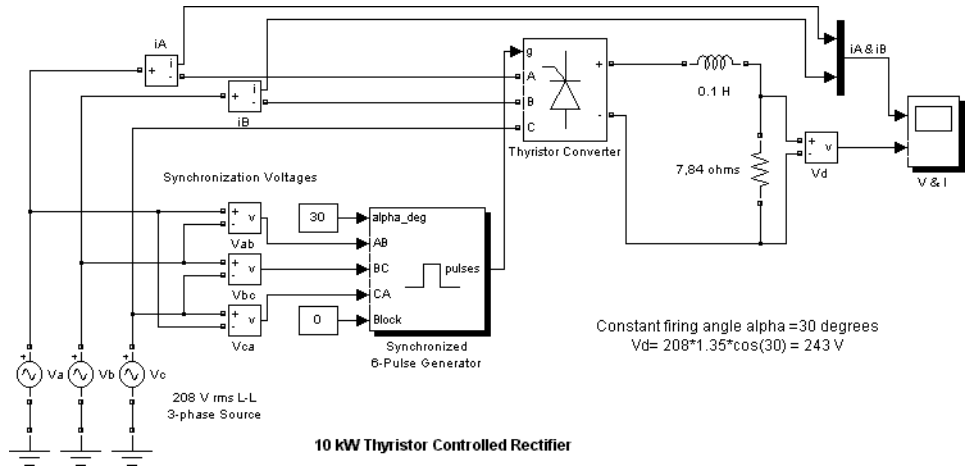 iA
iA&iB
i
-
+
i
-
+
iB
g
A
B
C
+
-
Thyristor Converter
0.1 H
7,84 ohms
+
-
v
Vd
V & I
Synchronization Voltages
+
-
v
Vab
+
-
v
Vbc
+
-
v
Vca
30
0
alpha_deg
AB
BC
CA
Block
pulses
Synchronized
6-Pulse Generator
Constant firing angle alpha =30 degrees
Vd= 208*1.35*cos(30) = 243 V
+
Va
+
Vb
+
Vc
208 V rms L-L
3-phase Source
10 kW Thyristor Controlled Rectifier